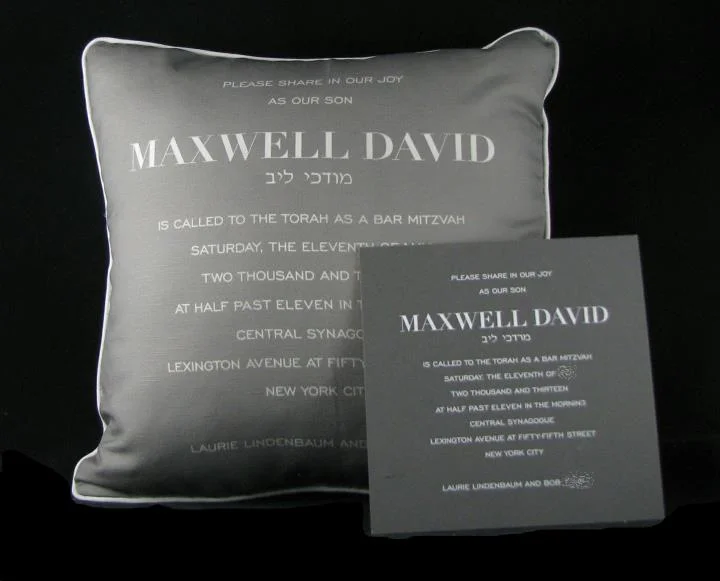 PLEASE SHARE IN OUR JOY
AS OUR SON
MAXWELL DAVID
מודכי ליב
IS CALLED TO THE TORAH AS A BAR MITZVAH
SATURDAY, THE ELEVENTH OF
TWO THOUSAND AND
AT HALF PAST ELEVEN IN
CENTRAL
LEXINGTON AVENUE AT
NEW YORK
LAURIE LINDENBAUM AND
PLEASE SHARE IN OUR JOY
AS OUR SON
MAXWELL DAVID
מרדכי ליב
IS CALLED TO THE TORAH AS A BAR MITZVAH
SATURDAY, THE ELEVENTH OF
TWO THOUSAND AND THIRTEEN
AT HALF PAST ELEVEN IN THE MORNING
CENTRAL SYNAGOGUE
LEXINGTON AVENUE AT FIFTY-FIFTH STREET
NEW YORK CITY
LAURIE LINDENBAUM AND BOB